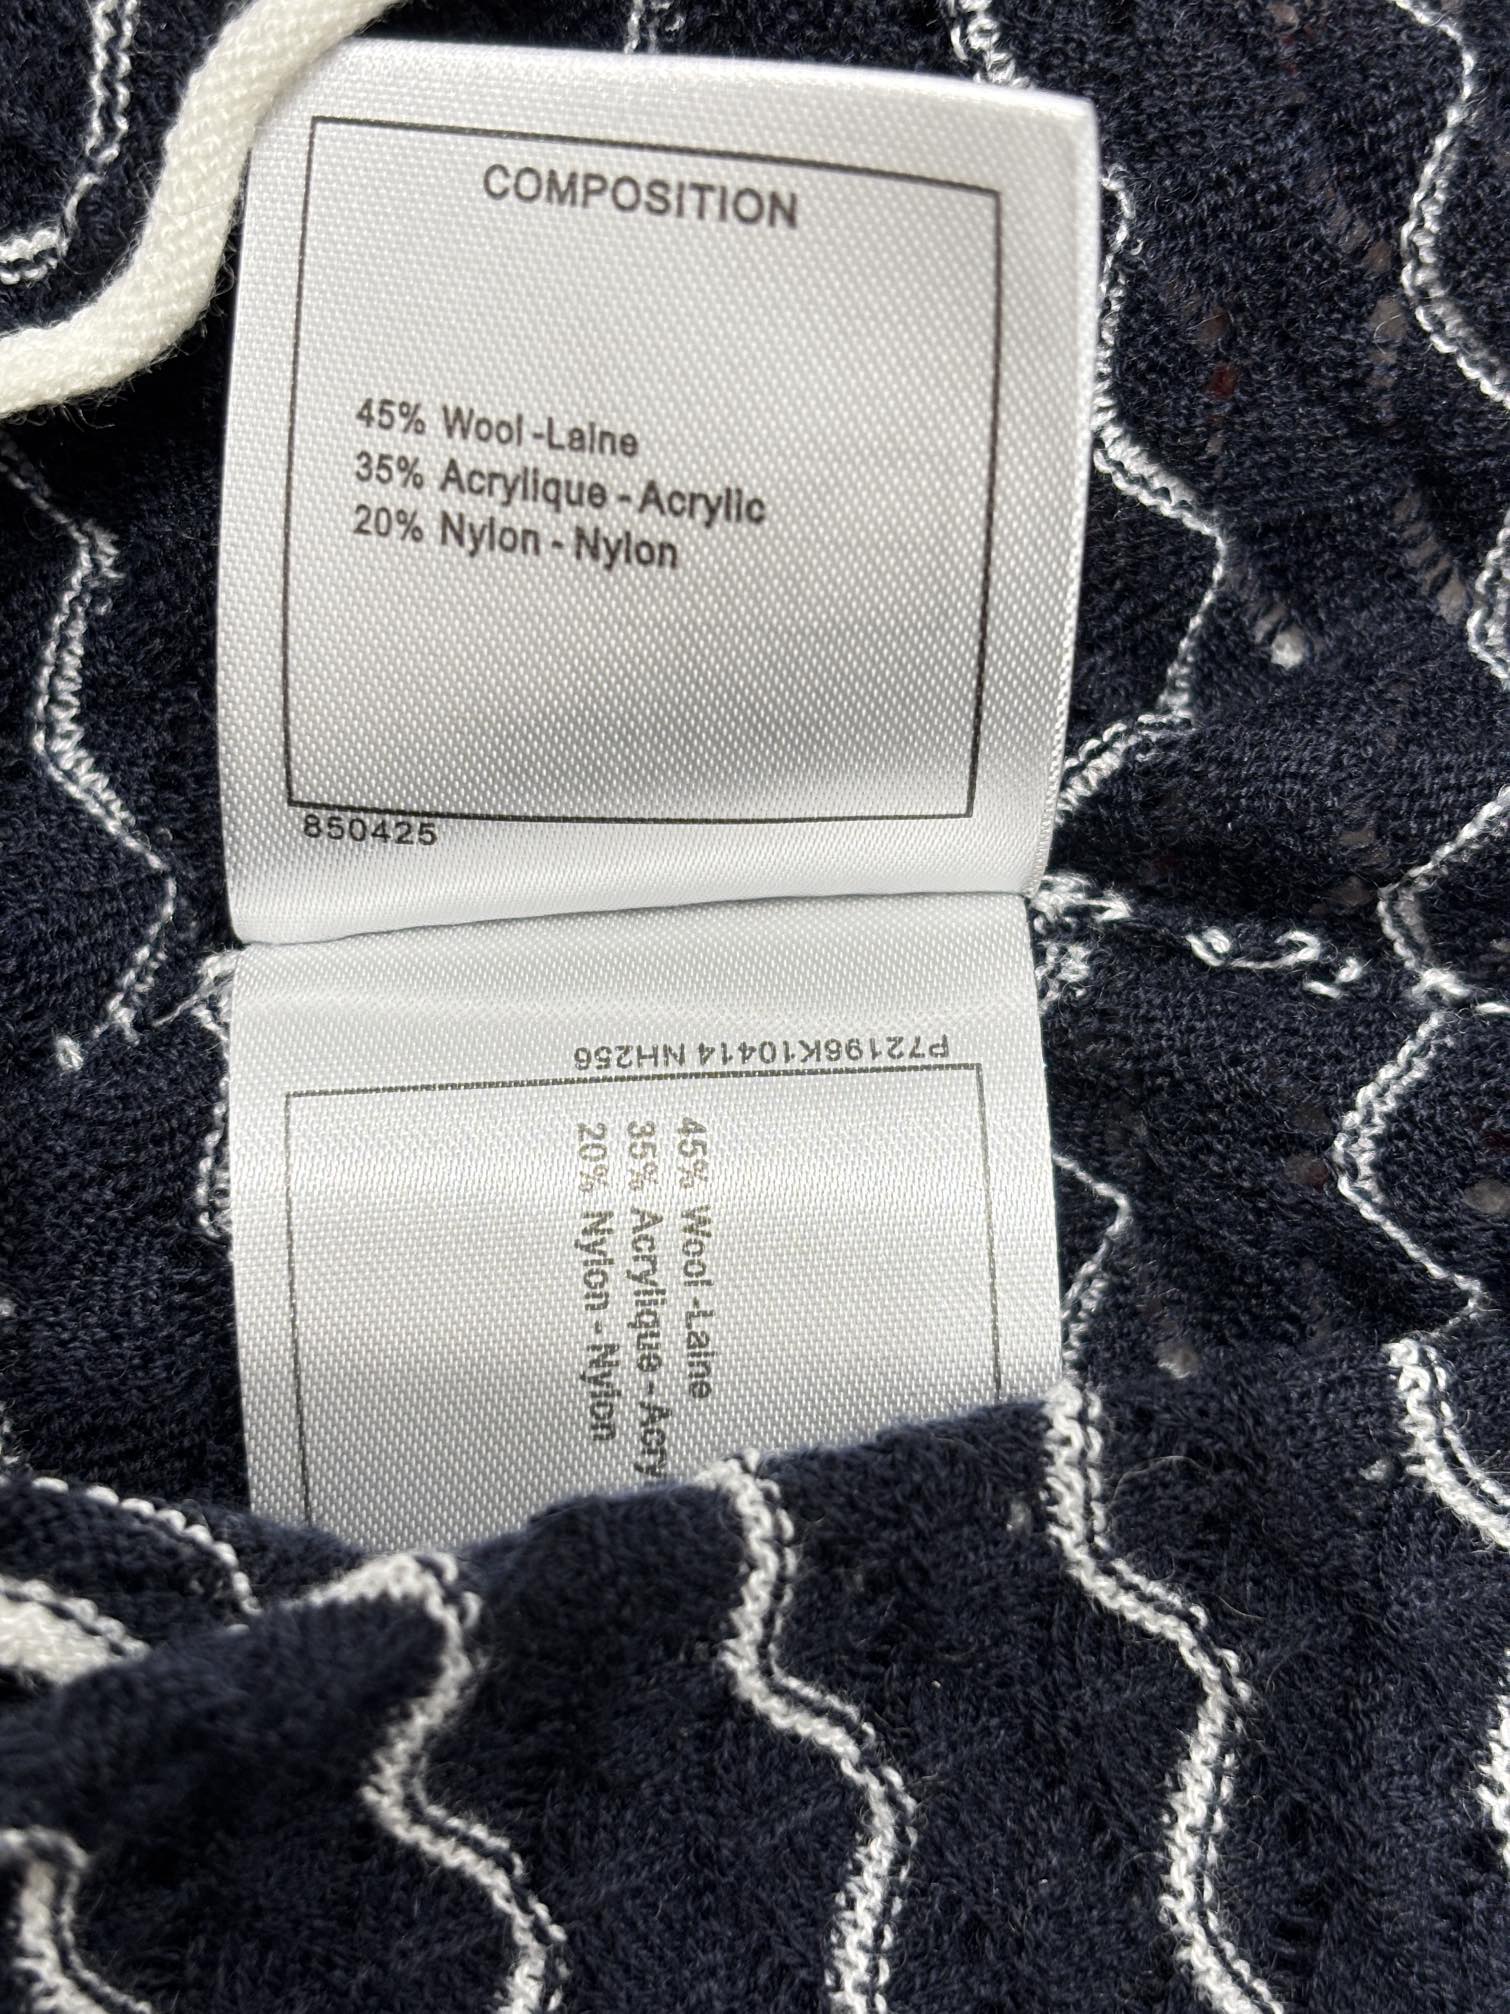 COMPOSITION
45% Wool -Laine
35% Acrylique - Acrylic
20% Nylon - Nylon
850425
P72196K10414 NH256
45% Wool -Laine
35% Acrylique - Acry
20% Nylon - Nylon